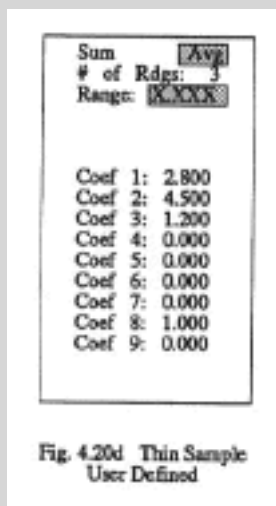 Sum Avg
# of Rdgs: 3
Range: X.XXX
Coef 1: 2.800
Coef 2: 4.500
Coef 3: 1.200
Coef 4: 0.000
Coef 5: 0.000
Coef 6: 0.000
Coef 7: 0.000
Coef 8: 1.000
Coef 9: 0.000
Fig. 4.20d Thin Sample
User Defined